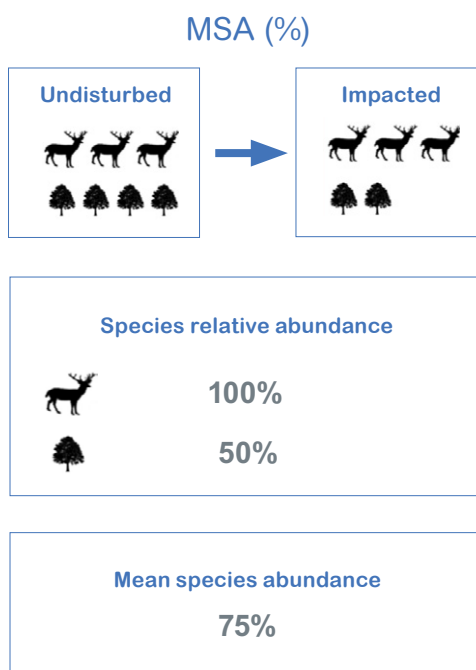 MSA (%)
Undisturbed
Impacted
Species relative abundance
100%
50%
Mean species abundance
75%